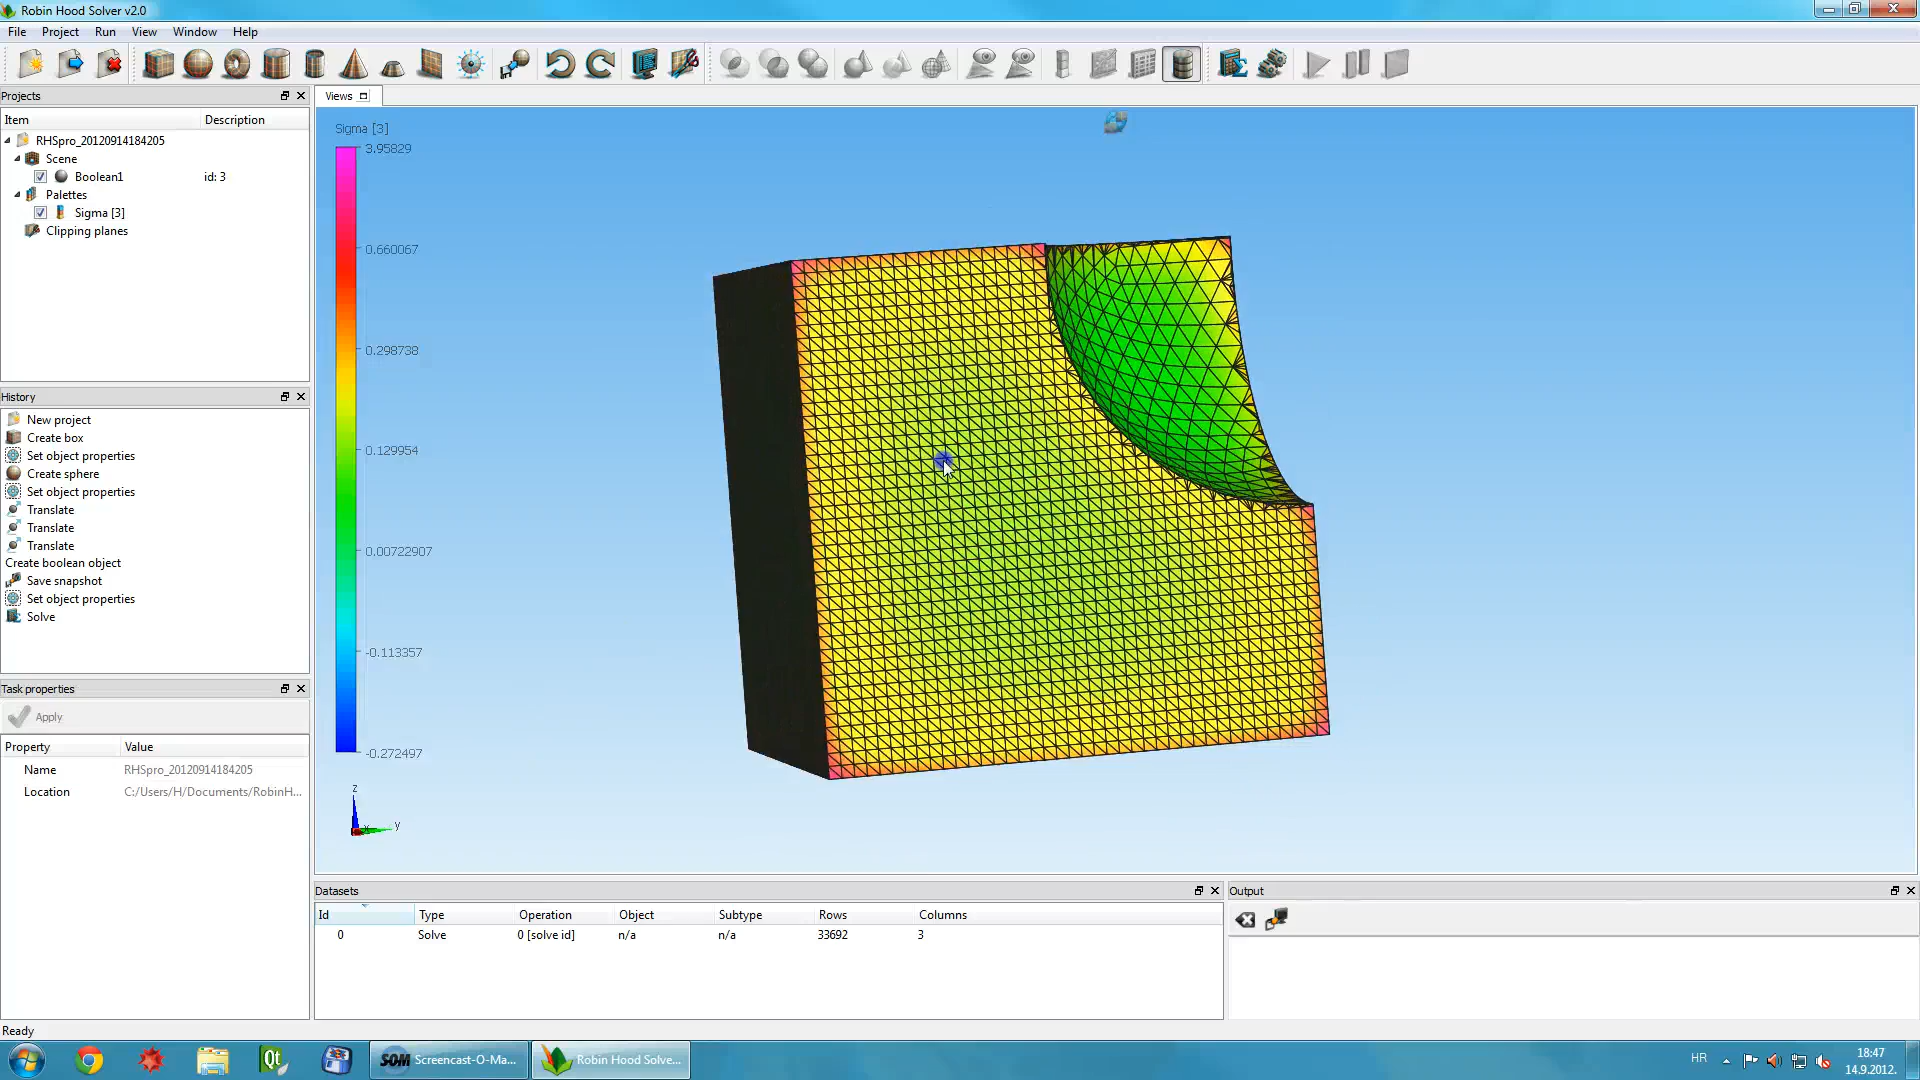 Robin Hood Solver v2.0
File Project Run View Window Help
Projects
Views
Item Description
RHSpro_20120914184205
Scene
Boolean1 id: 3
Palettes
Sigma [3]
Clipping planes
Sigma [3]
3.95829
0.660067
0.298738
0.129954
0.00722907
-0.113357
-0.272497
z
x
y
History
New project
Create box
Set object properties
Create sphere
Set object properties
Translate
Translate
Translate
Create boolean object
Save snapshot
Set object properties
Solve
Task properties
Apply
Property Value
Name RHSpro_20120914184205
Location C:/Users/H/Documents/RobinH...
Datasets
Id Type Operation Object Subtype Rows Columns
0 Solve 0 [solve id] n/a n/a 33692 3
Output
Ready
Qt
SOM Screencast-O-Ma...
Robin Hood Solve...
HR
18:47
14.9.2012.